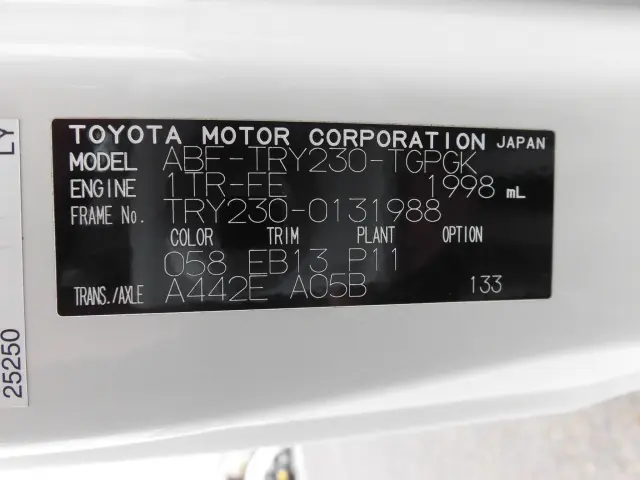 TOYOTA MOTOR CORPORATION JAPAN
MODEL ABF-TRY230-TGPGK
ENGINE 1TR-FE 1998 mL
FRAME No. TRY230-0131988
COLOR TRIM PLANT OPTION
058 EB13 P11
TRANS./AXLE A442E A05B 133
LY
25250